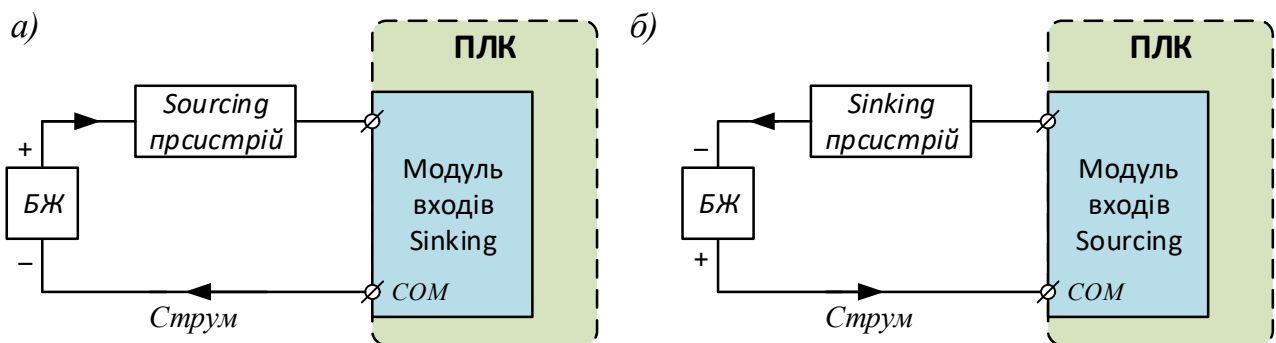 а)
ПЛК
Sourcing
прсистрій
+
БЖ
–
Модуль
входів
Sinking
COM
Струм
б)
ПЛК
Sinking
прсистрій
–
БЖ
+
Модуль
входів
Sourcing
COM
Струм